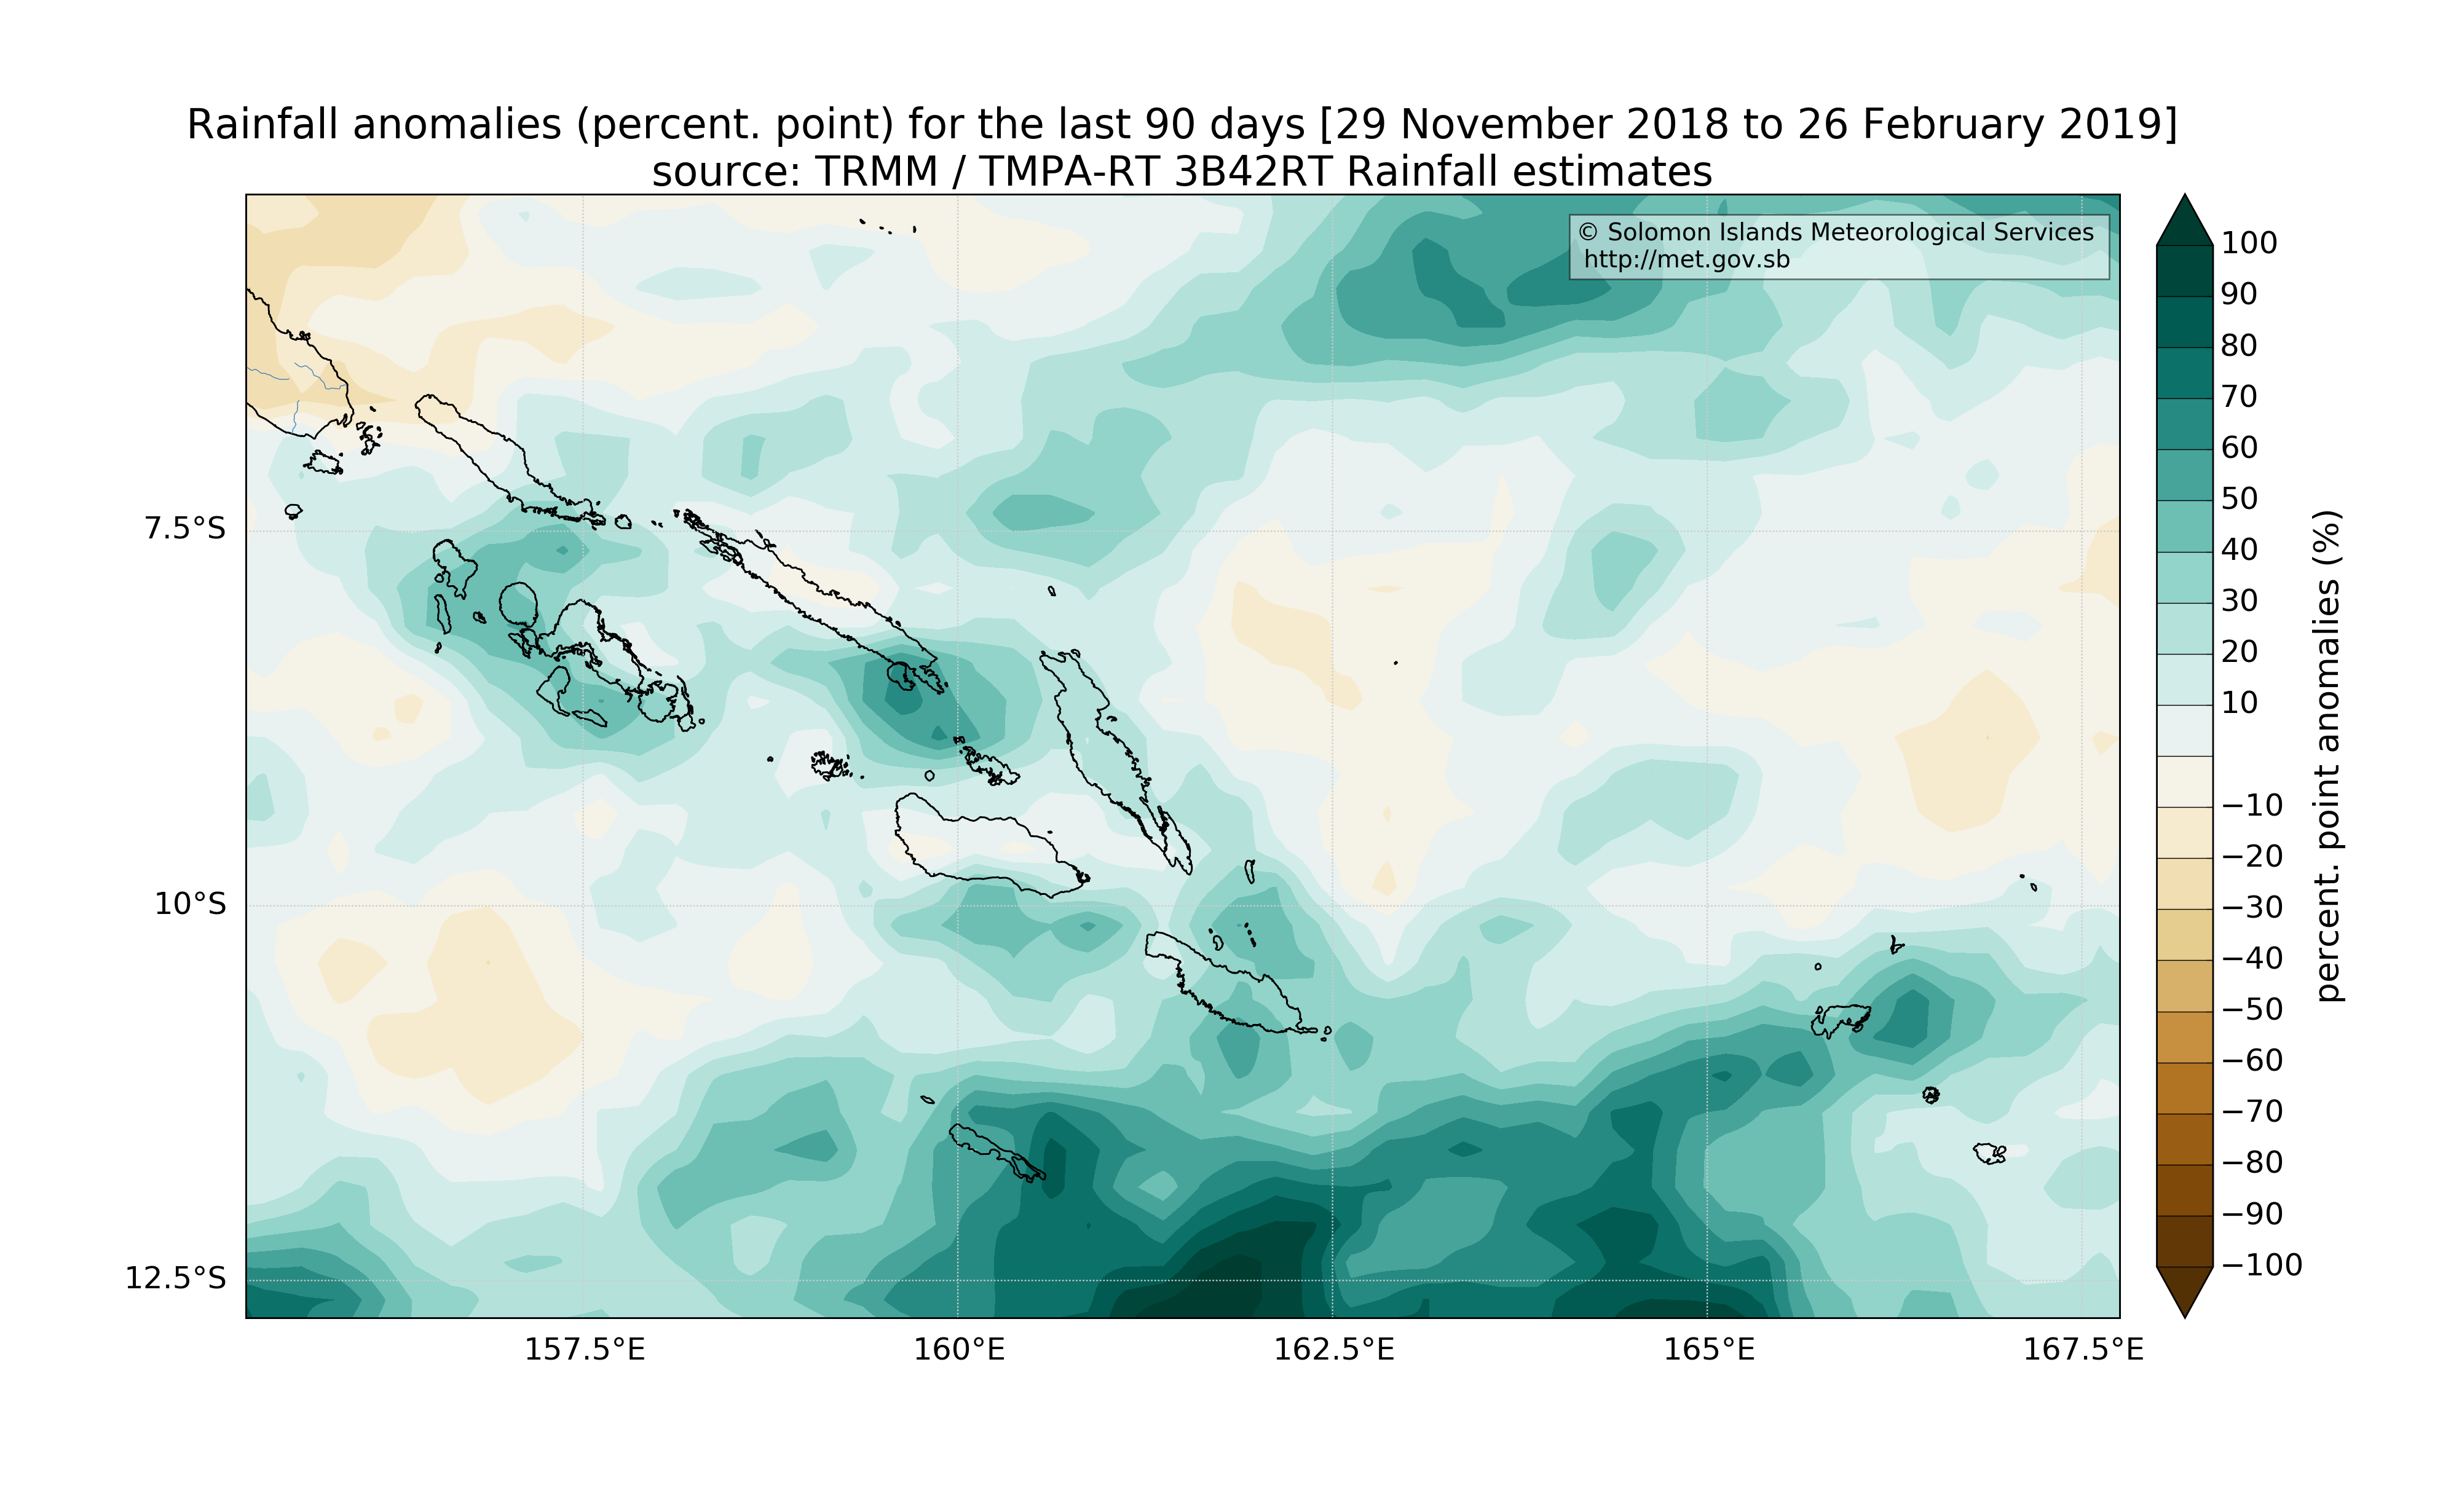 Rainfall anomalies (percent. point) for the last 90 days [29 November 2018 to 26 February 2019]
source: TRMM / TMPA-RT 3B42RT Rainfall estimates
© Solomon Islands Meteorological Services
http://met.gov.sb
7.5°S
10°S
12.5°S
157.5°E
160°E
162.5°E
165°E
167.5°E
100
90
80
70
60
50
40
30
20
10
−10
−20
−30
−40
−50
−60
−70
−80
−90
−100
percent. point anomalies (%)